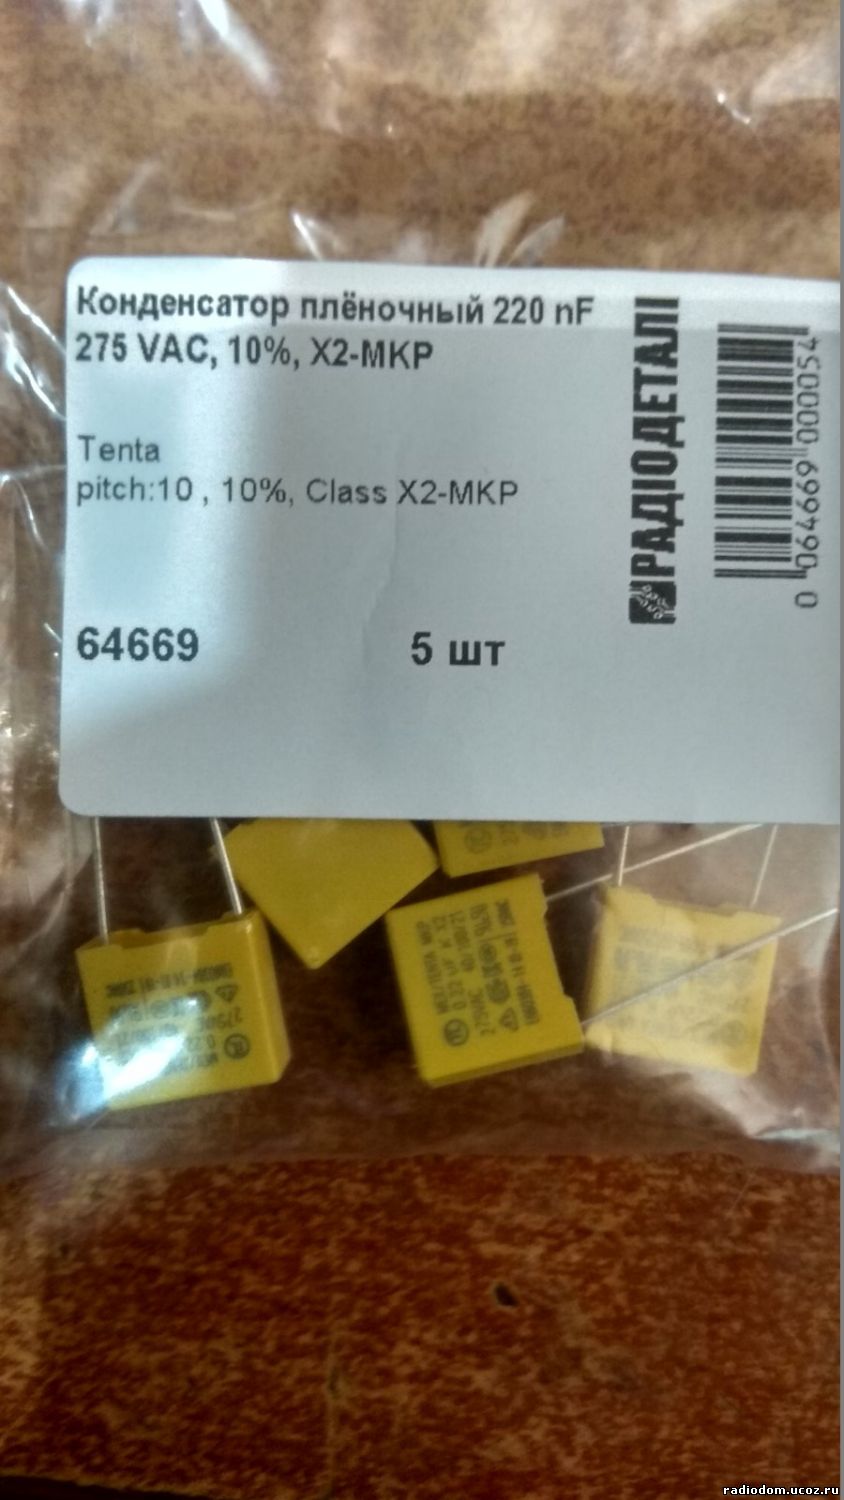 Конденсатор плёночный 220 nF
275 VAC, 10%, X2-MKP
Tenta
pitch:10 , 10%, Class X2-MKP
64669
5 шт
РАДІОДЕТАЛІ
0 064669 000054
275VAC
radiodom.ucoz.ru